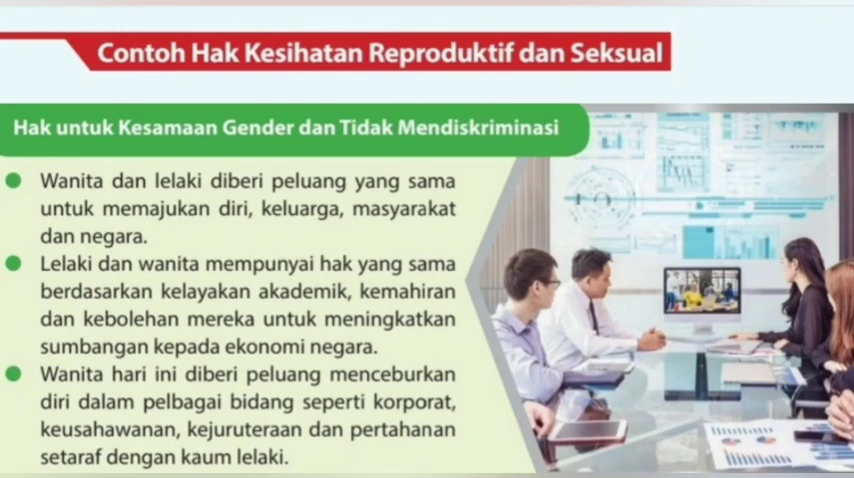 Contoh Hak Kesihatan Reproduktif dan Seksual
Hak untuk Kesamaan Gender dan Tidak Mendiskriminasi
Wanita dan lelaki diberi peluang yang sama
untuk memajukan diri, keluarga, masyarakat
dan negara.
Lelaki dan wanita mempunyai hak yang sama
berdasarkan kelayakan akademik, kemahiran
dan kebolehan mereka untuk meningkatkan
sumbangan kepada ekonomi negara.
Wanita hari ini diberi peluang menceburkan
diri dalam pelbagai bidang seperti korporat,
keusahawanan, kejuruteraan dan pertahanan
setaraf dengan kaum lelaki.